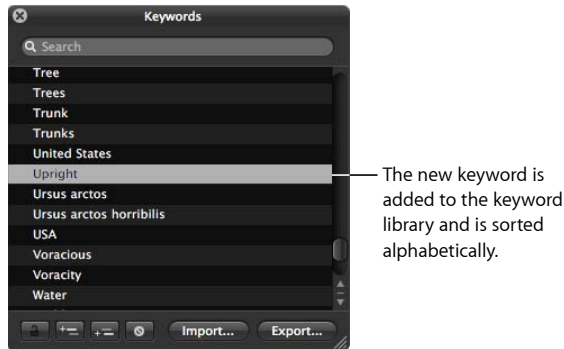 Keywords
Search
Tree
Trees
Trunk
Trunks
United States
Upright
Ursus arctos
Ursus arctos horribilis
USA
Voracious
Voracity
Water
Import...
Export...
The new keyword is
added to the keyword
library and is sorted
alphabetically.